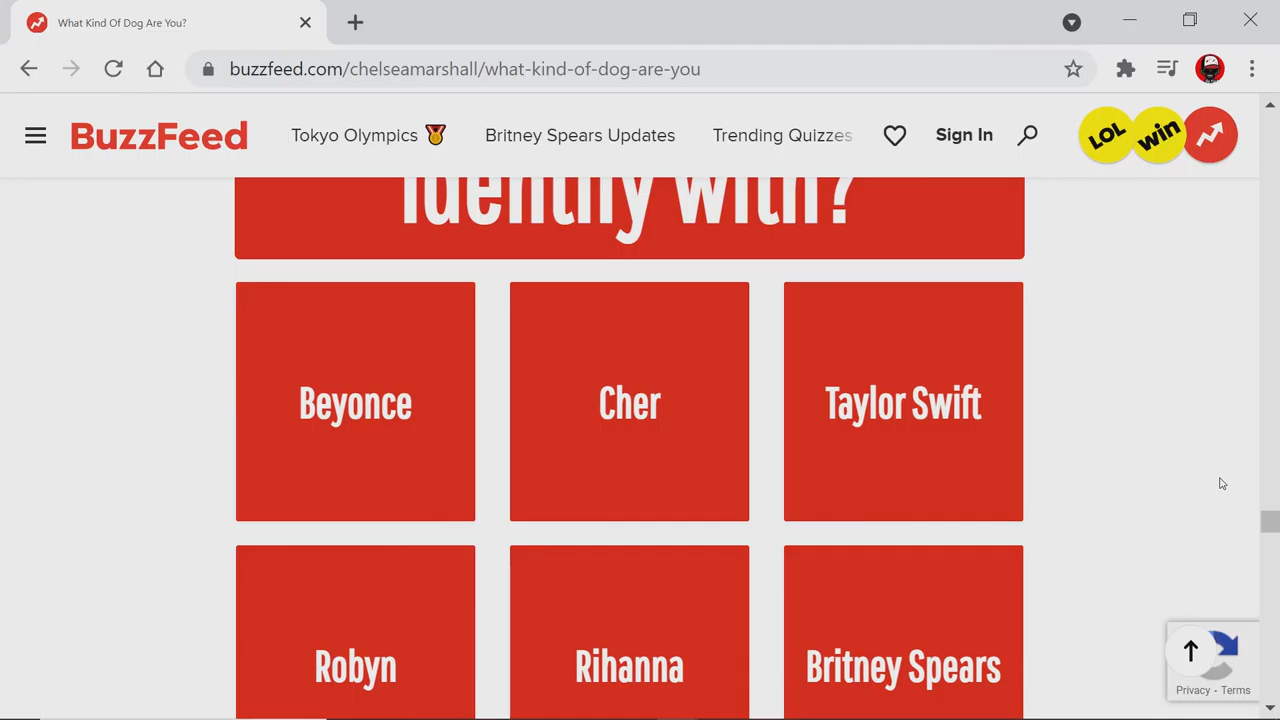 What Kind Of Dog Are You?
buzzfeed.com/chelseamarshall/what-kind-of-dog-are-you
BuzzFeed
Tokyo Olympics
Britney Spears Updates
Trending Quizzes
Sign In
LOL
win
identify with?
Beyonce
Cher
Taylor Swift
Robyn
Rihanna
Britney Spears
Privacy - Terms